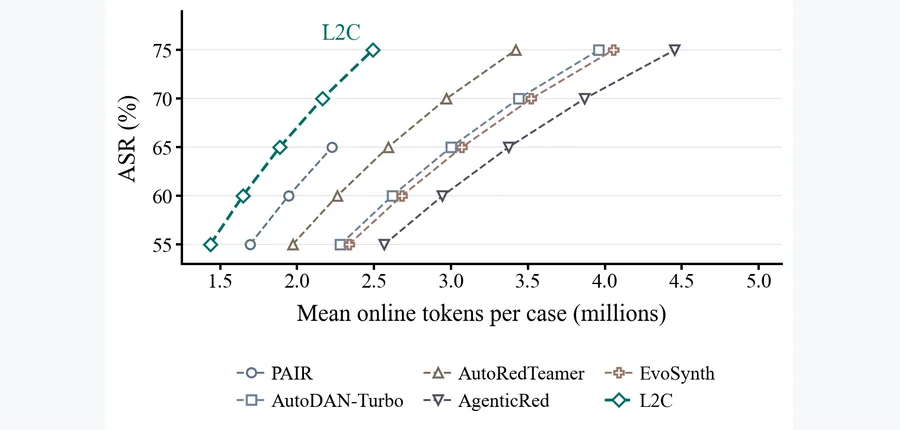 L2C
ASR (%)
75
70
65
60
55
1.5 2.0 2.5 3.0 3.5 4.0 4.5 5.0
Mean online tokens per case (millions)
PAIR AutoRedTeamer EvoSynth
AutoDAN-Turbo AgenticRed L2C